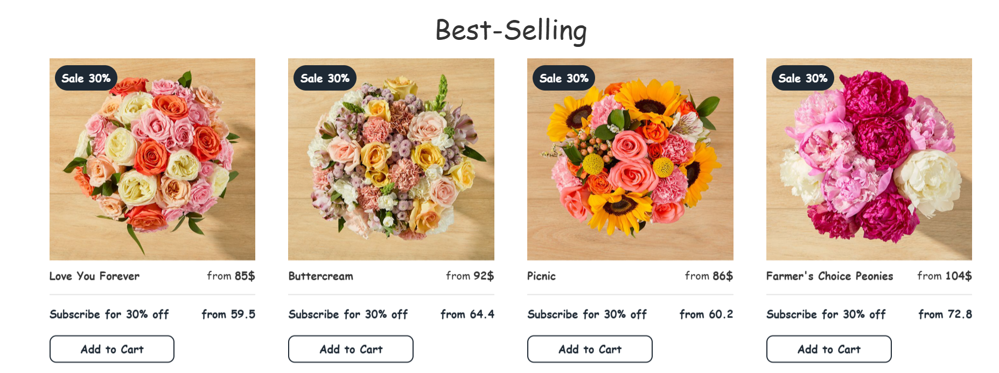 Best-Selling
Sale 30%
Sale 30%
Sale 30%
Sale 30%
Love You Forever from 85$
Buttercream from 92$
Picnic from 86$
Farmer's Choice Peonies from 104$
Subscribe for 30% off from 59.5
Subscribe for 30% off from 64.4
Subscribe for 30% off from 60.2
Subscribe for 30% off from 72.8
Add to Cart
Add to Cart
Add to Cart
Add to Cart